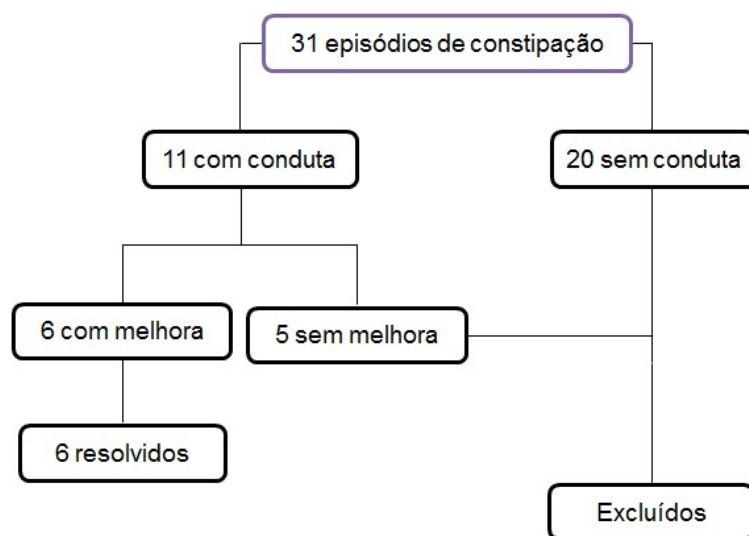 31 episódios de constipação
11 com conduta
20 sem conduta
6 com melhora
5 sem melhora
6 resolvidos
Excluídos